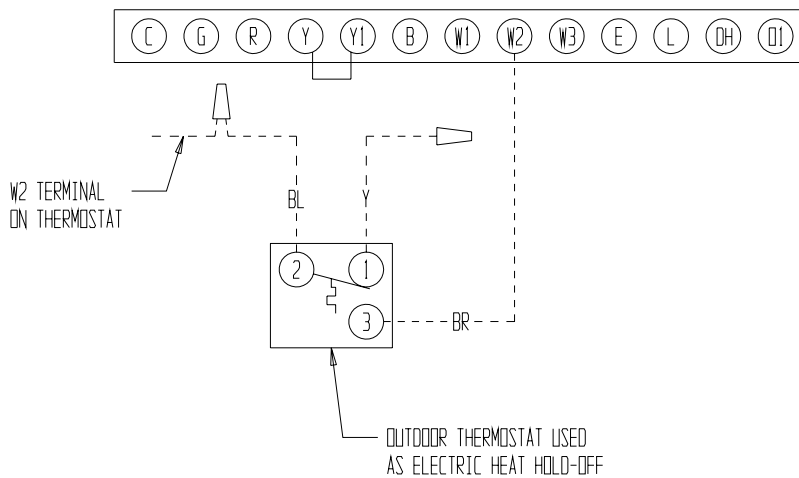 C G R Y Y1 B W1 W2 W3 E L DH O1
W2 TERMINAL
ON THERMOSTAT
BL
Y
2
1
3
BR
OUTDOOR THERMOSTAT USED
AS ELECTRIC HEAT HOLD-OFF